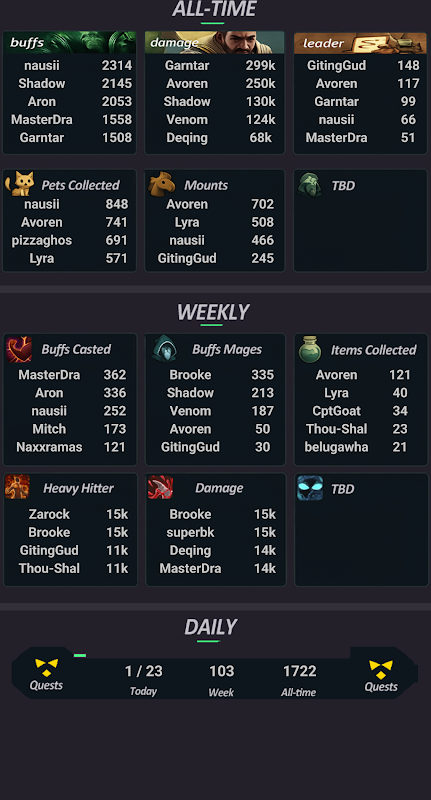 ALL-TIME
buffs
nausii 2314
Shadow 2145
Aron 2053
MasterDra 1558
Garntar 1508
damage
Garntar 299k
Avoren 250k
Shadow 130k
Venom 124k
Deqing 68k
leader
GitingGud 148
Avoren 117
Garntar 99
nausii 66
MasterDra 51
Pets Collected
nausii 848
Avoren 741
pizzaghos 691
Lyra 571
Mounts
Avoren 702
Lyra 508
nausii 466
GitingGud 245
TBD
WEEKLY
Buffs Casted
MasterDra 362
Aron 336
nausii 252
Mitch 173
Naxxramas 121
Buffs Mages
Brooke 335
Shadow 213
Venom 187
Avoren 50
GitingGud 30
Items Collected
Avoren 121
Lyra 40
CptGoat 34
Thou-Shal 23
belugawha 21
Heavy Hitter
Zarock 15k
Brooke 15k
GitingGud 11k
Thou-Shal 11k
Damage
Brooke 15k
superbk 15k
Deqing 14k
MasterDra 14k
TBD
DAILY
Quests
1 / 23
Today
103
Week
1722
All-time
Quests